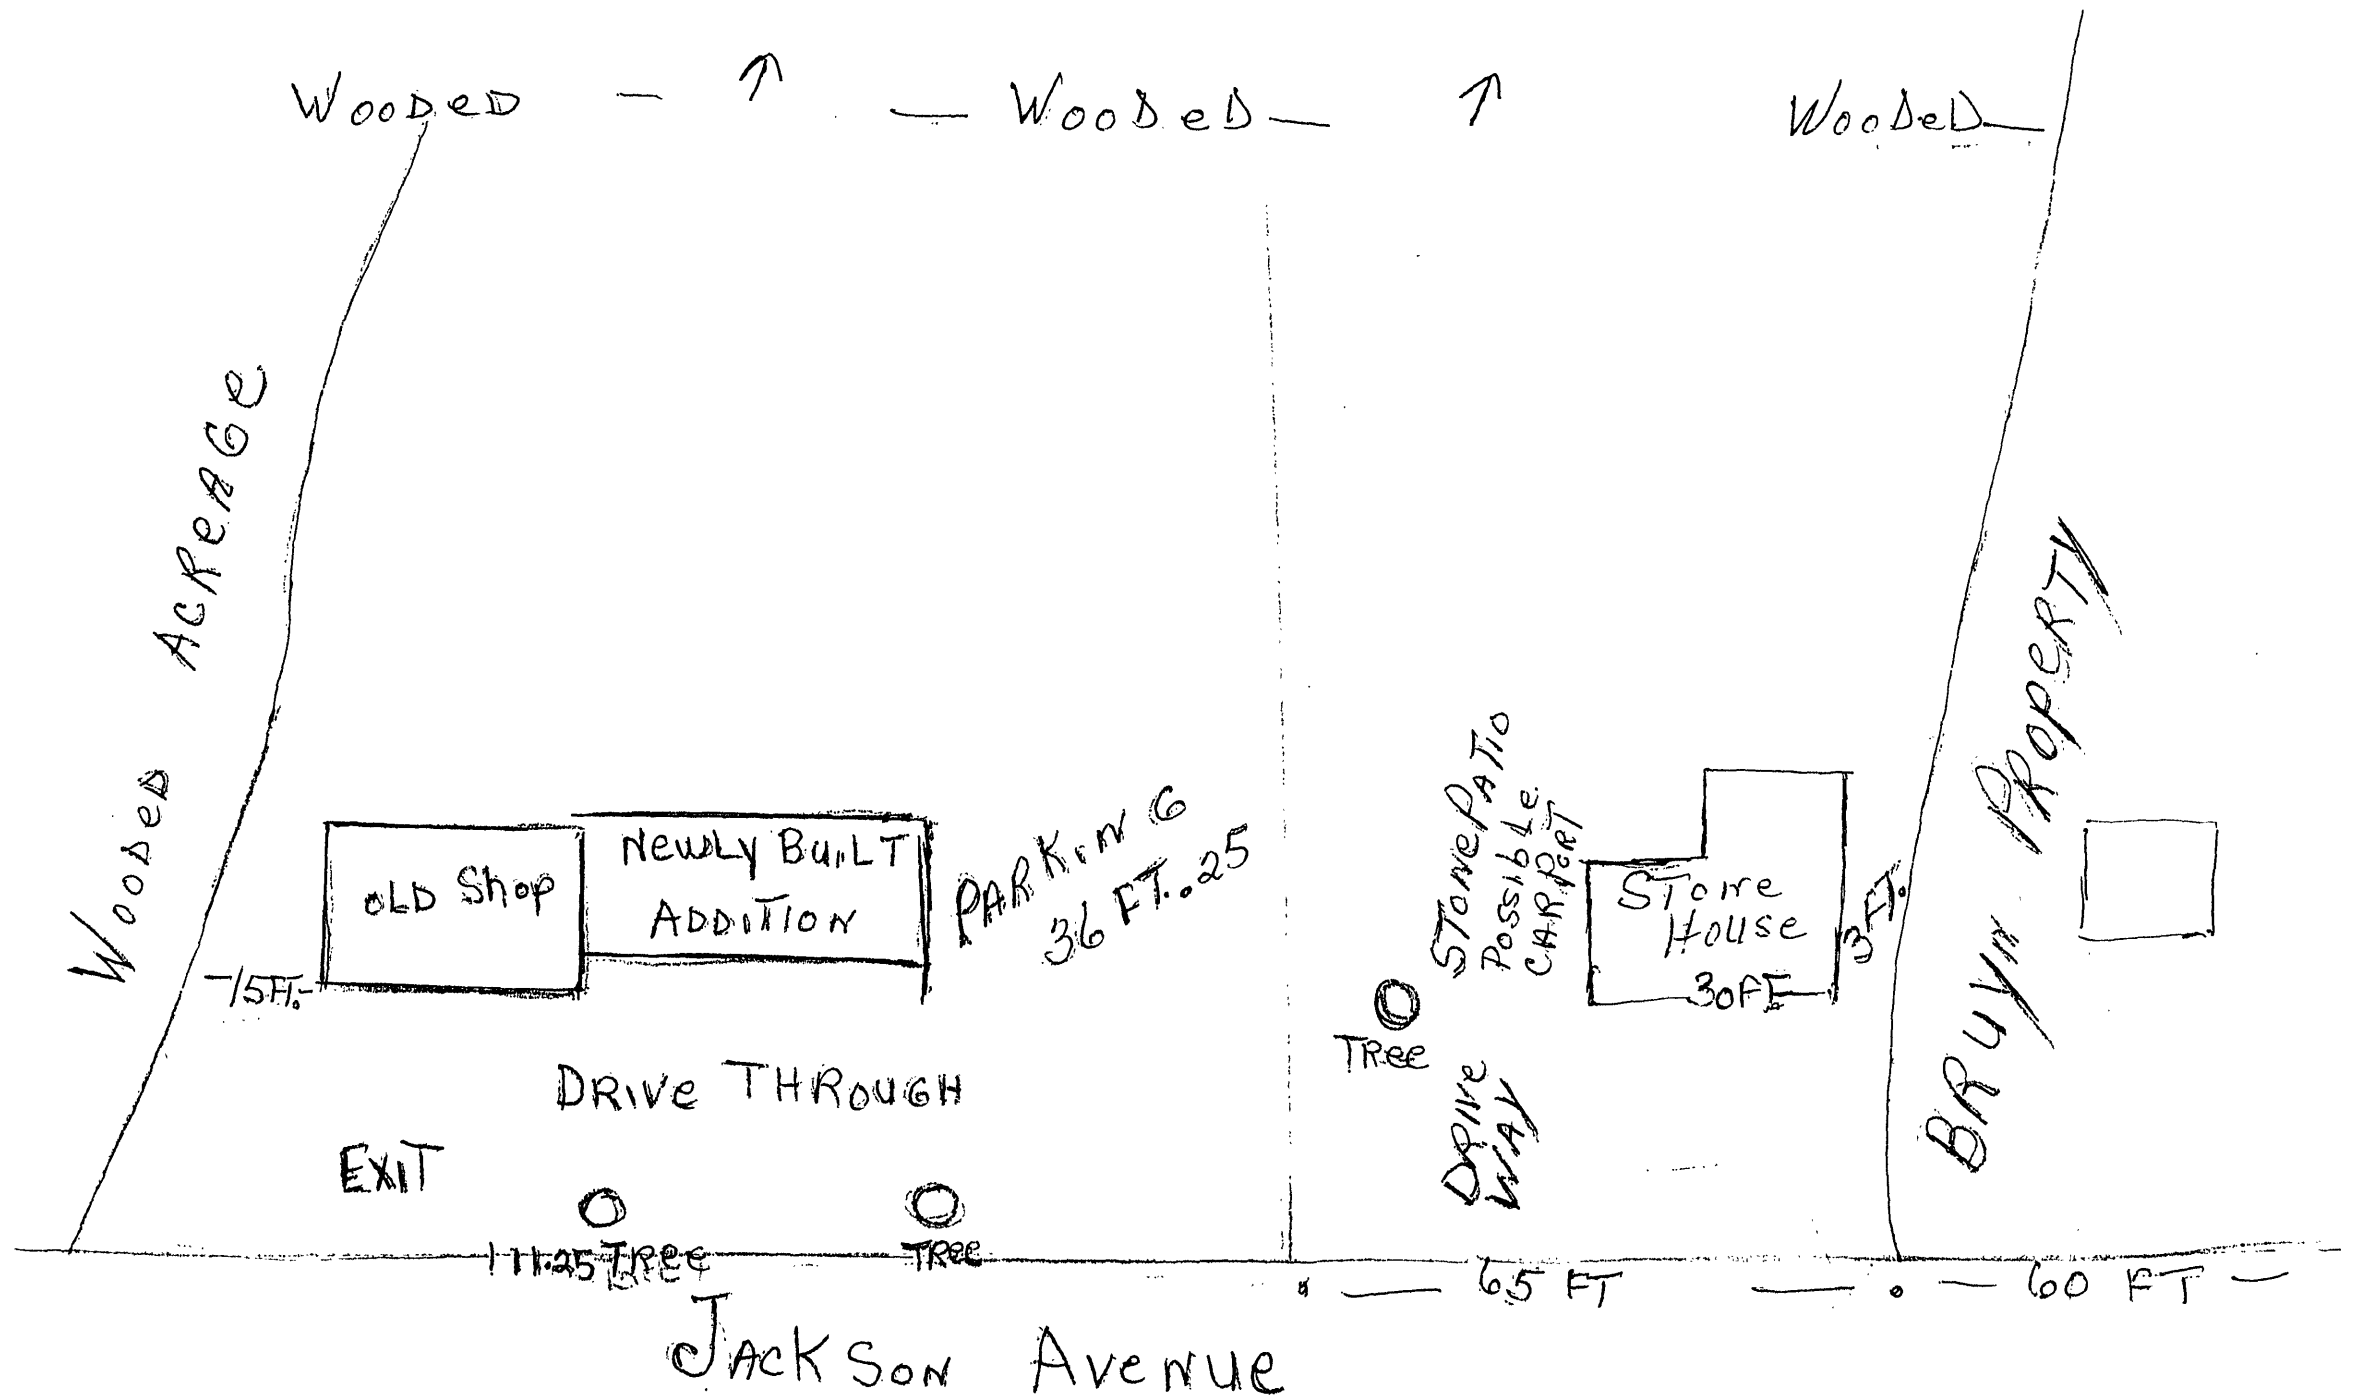 WOODED — ↑ — WOODED — ↑ WOODED —
WOODED ACREAGE
OLD Shop
NEWLY BUILT
ADDITION
PARKING
36 FT..25
STONE PATIO
POSSIBLE
CARPORT
STONE
HOUSE
30 FT.
3 FT.
BRUYN PROPERTY
-15 FT.-
TREE
DRIVE THROUGH
DRIVE
WAY
EXIT
111.25 TREE
TREE
65 FT
60 FT
JACKSON AVENUE